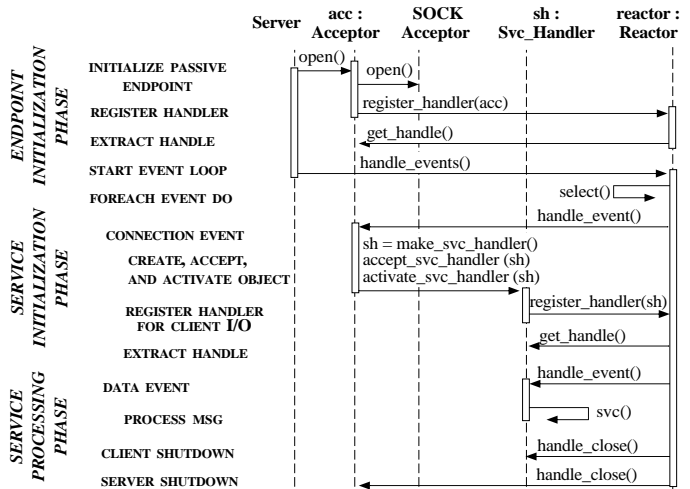 Server
acc :
Acceptor
SOCK
Acceptor
sh :
Svc_Handler
reactor :
Reactor
ENDPOINT
INITIALIZATION
PHASE
INITIALIZE PASSIVE
ENDPOINT
open()
open()
REGISTER HANDLER
register_handler(acc)
EXTRACT HANDLE
get_handle()
START EVENT LOOP
handle_events()
FOREACH EVENT DO
select()
SERVICE
INITIALIZATION
PHASE
handle_event()
CONNECTION EVENT
CREATE, ACCEPT,
AND ACTIVATE OBJECT
sh = make_svc_handler()
accept_svc_handler (sh)
activate_svc_handler (sh)
REGISTER HANDLER
FOR CLIENT I/O
register_handler(sh)
EXTRACT HANDLE
get_handle()
SERVICE
PROCESSING
PHASE
DATA EVENT
handle_event()
PROCESS MSG
svc()
CLIENT SHUTDOWN
handle_close()
SERVER SHUTDOWN
handle_close()